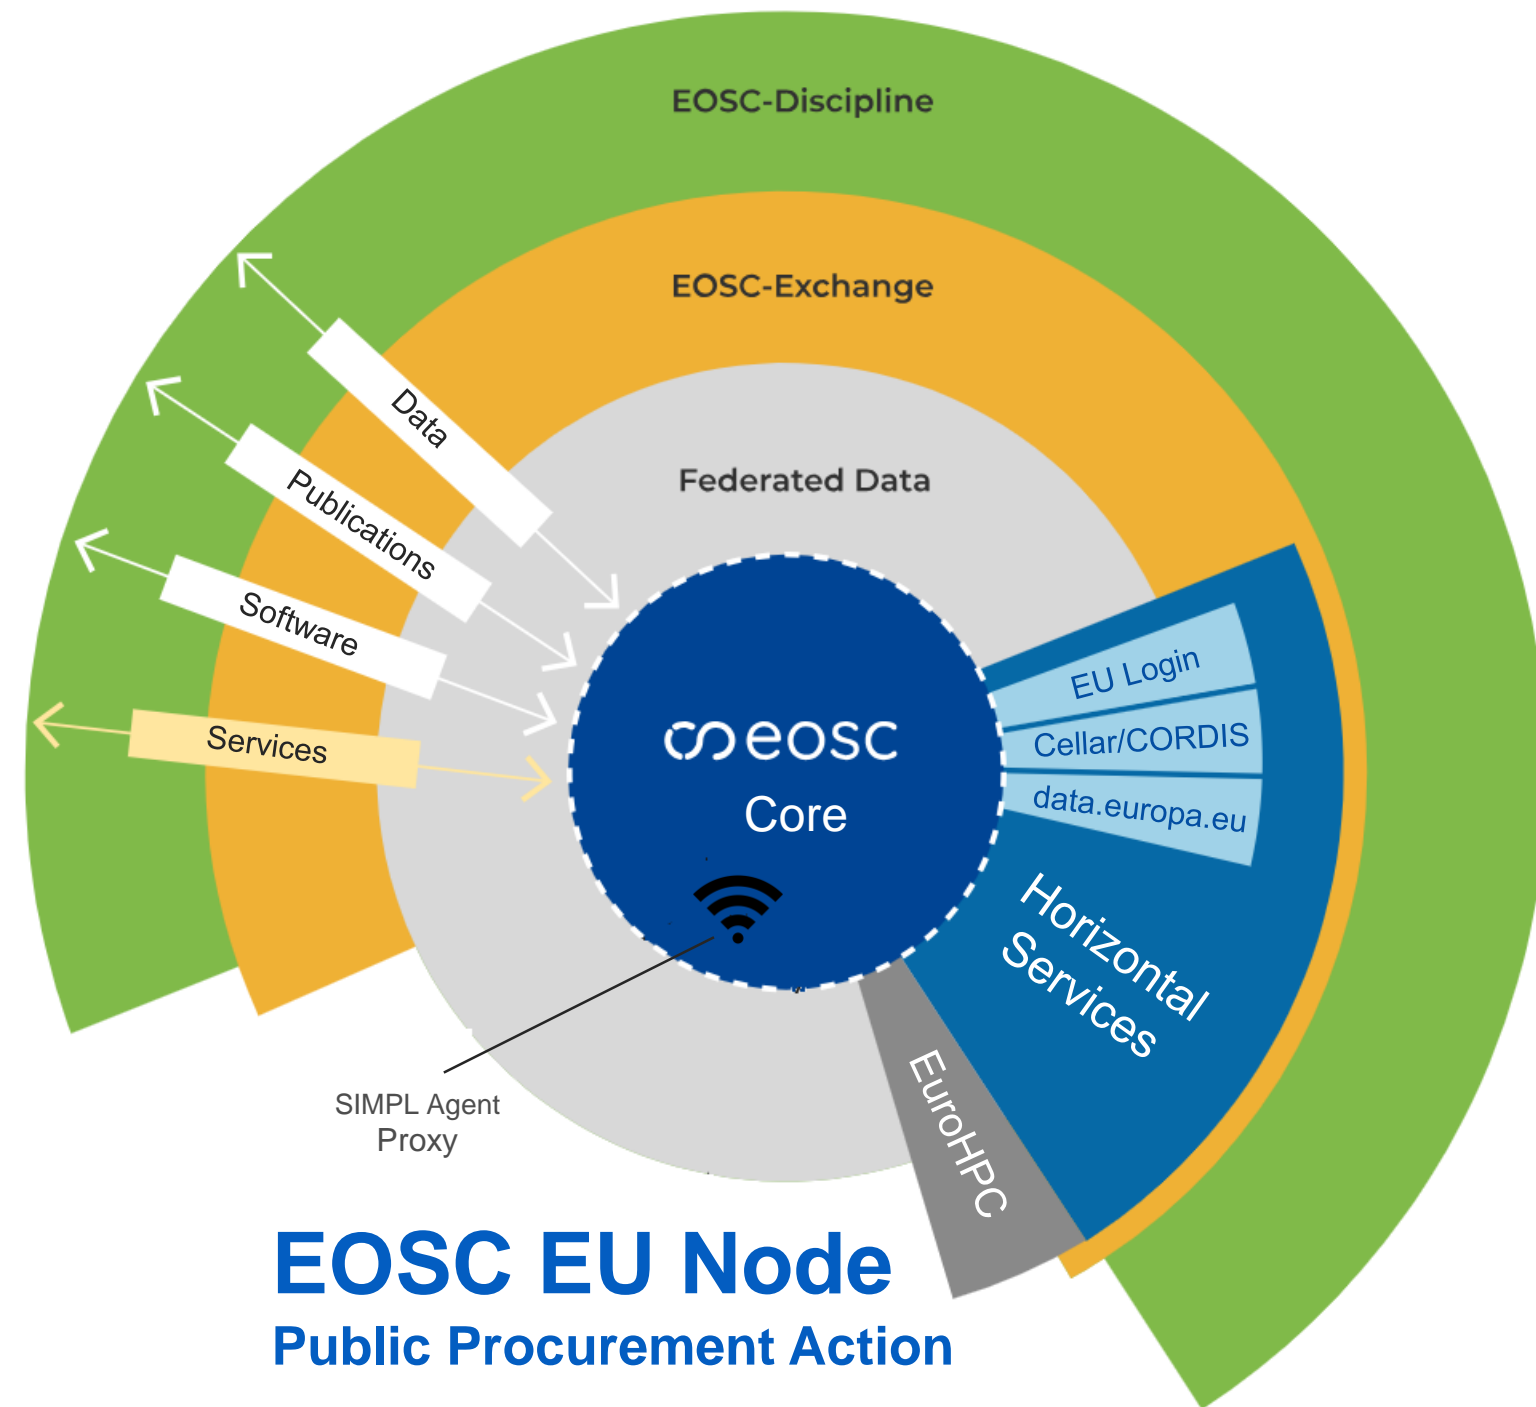 EOSC-Discipline
EOSC-Exchange
Federated Data
Data
Publications
Software
Services
eosc
Core
EU Login
Cellar/CORDIS
data.europa.eu
Horizontal
Services
EuroHPC
SIMPL Agent
Proxy
EOSC EU Node
Public Procurement Action